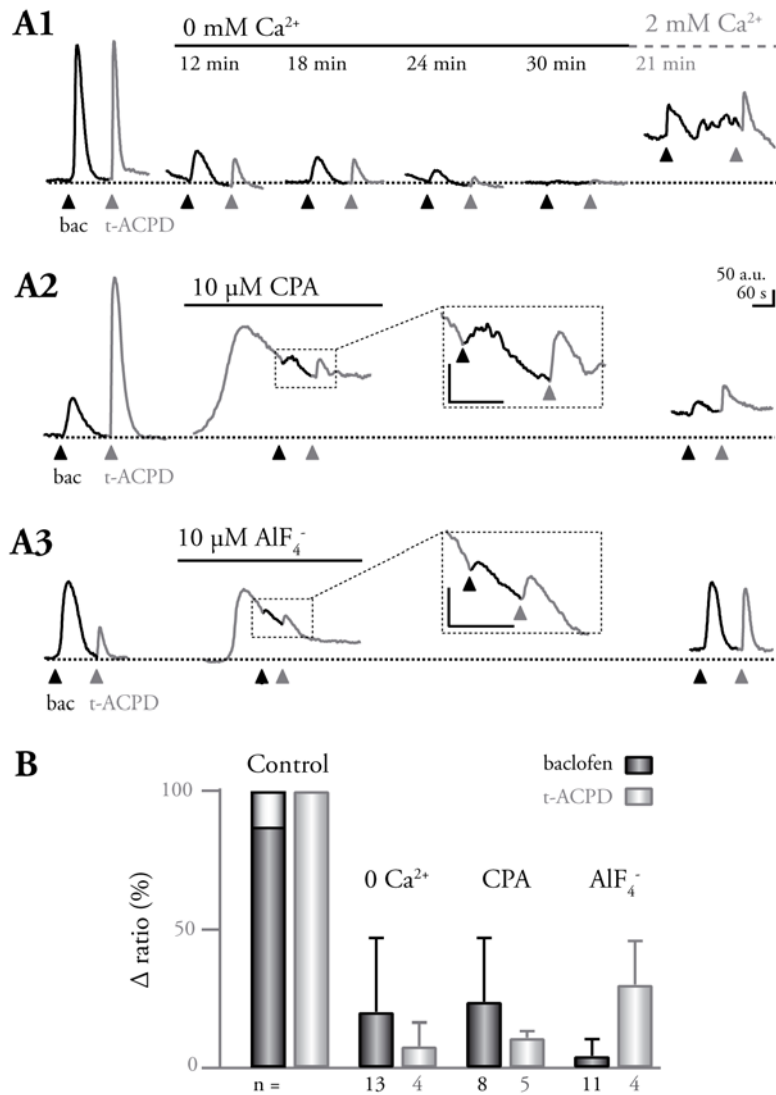 A1
0 mM Ca²⁺
2 mM Ca²⁺
12 min 18 min 24 min 30 min 21 min
bac t-ACPD
A2
10 µM CPA
50 a.u.
60 s
bac t-ACPD
A3
10 µM AlF₄⁻
bac t-ACPD
B
Control
baclofen
t-ACPD
100
50
0
Δ ratio (%)
0 Ca²⁺ CPA AlF₄⁻
n = 13 4 8 5 11 4